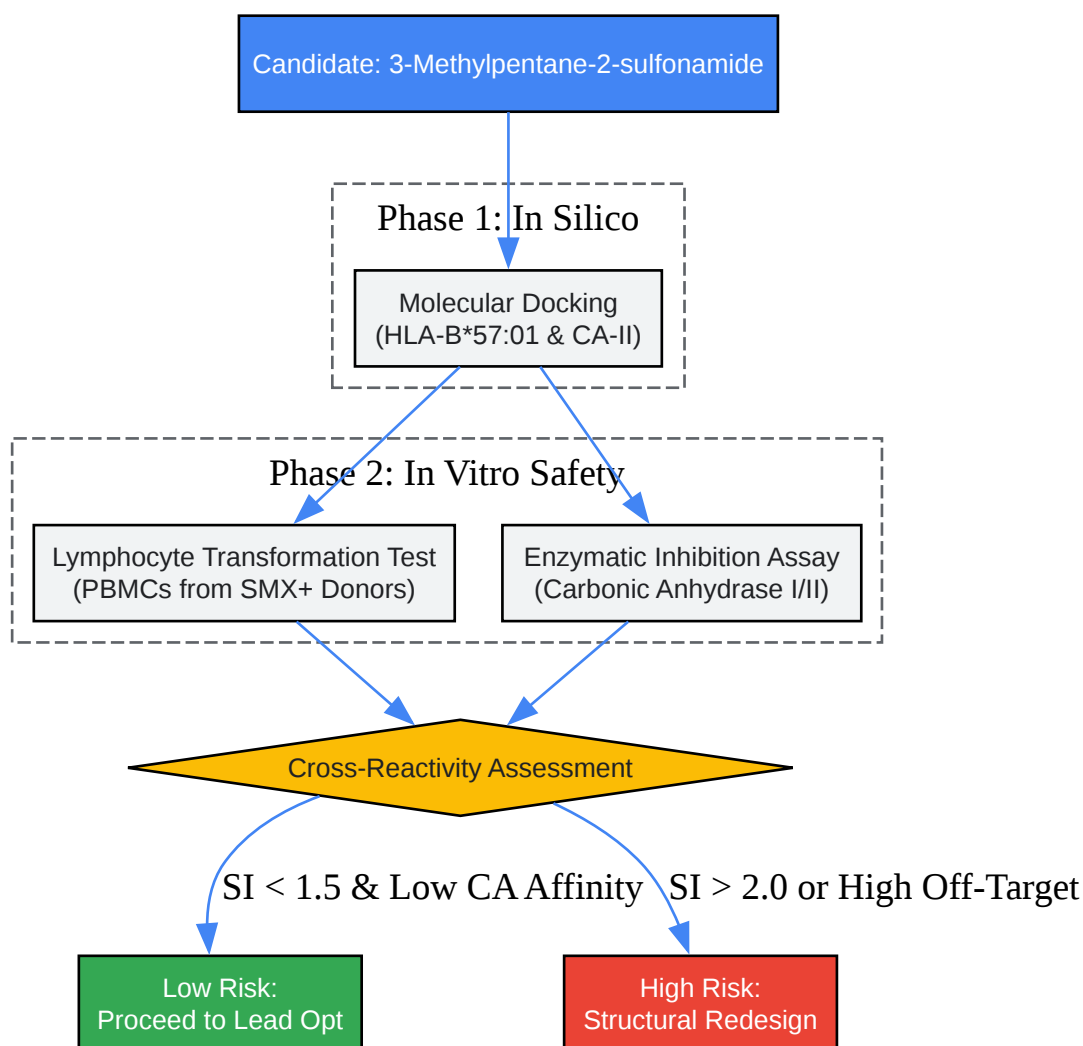 Candidate: 3-Methylpentane-2-sulfonamide
Phase 1: In Silico
Molecular Docking
(HLA-B*57:01 & CA-II)
Phase 2: In Vitro Safety
Lymphocyte Transformation Test
(PBMCs from SMX+ Donors)
Enzymatic Inhibition Assay
(Carbonic Anhydrase I/II)
Cross-Reactivity Assessment
SI < 1.5 & Low CA Affinity
SI > 2.0 or High Off-Target
Low Risk:
Proceed to Lead Opt
High Risk:
Structural Redesign